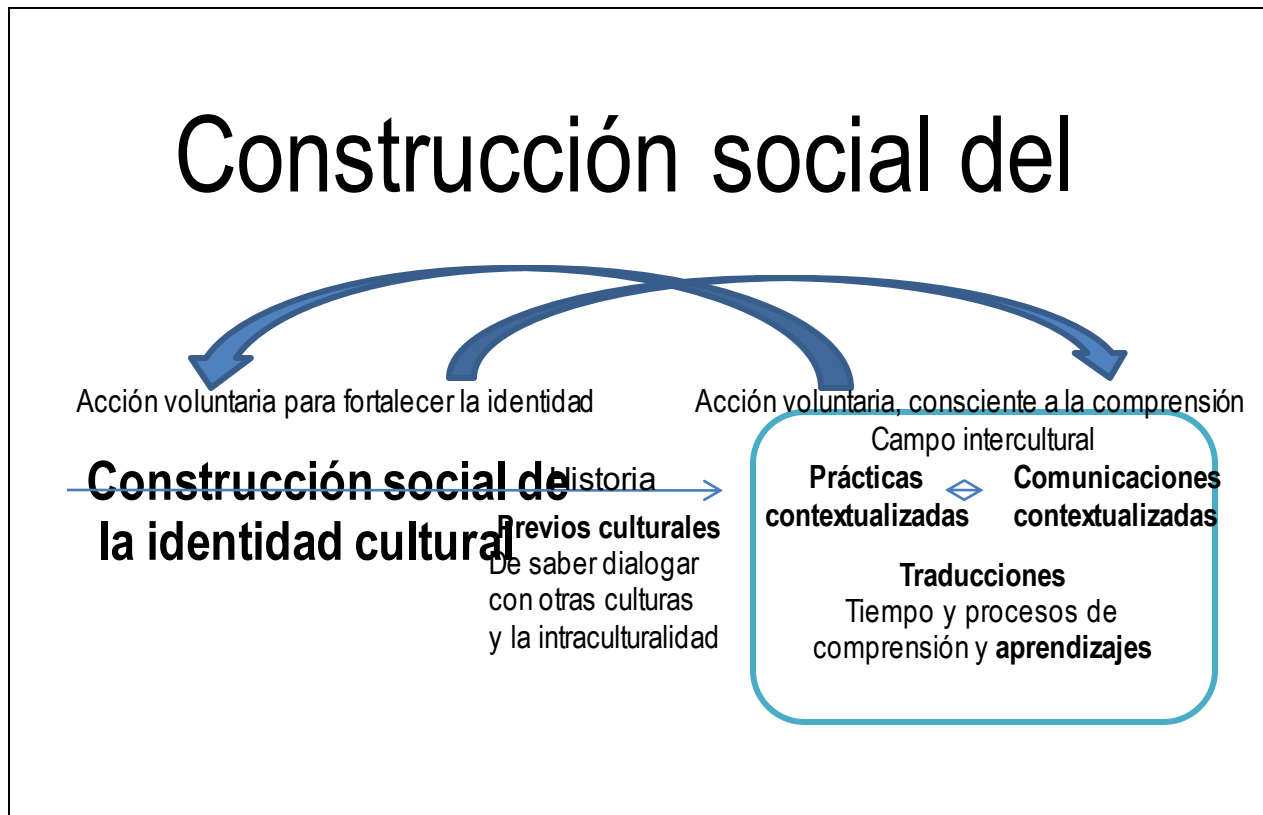 Construcción social del
Acción voluntaria para fortalecer la identidad
Acción voluntaria, consciente a la comprensión
Construcción social de
la identidad cultural
Historia
Previos culturales
De saber dialogar
con otras culturas
y la intraculturalidad
Campo intercultural
Prácticas
contextualizadas
Comunicaciones
contextualizadas
Traducciones
Tiempo y procesos de
comprensión y aprendizajes